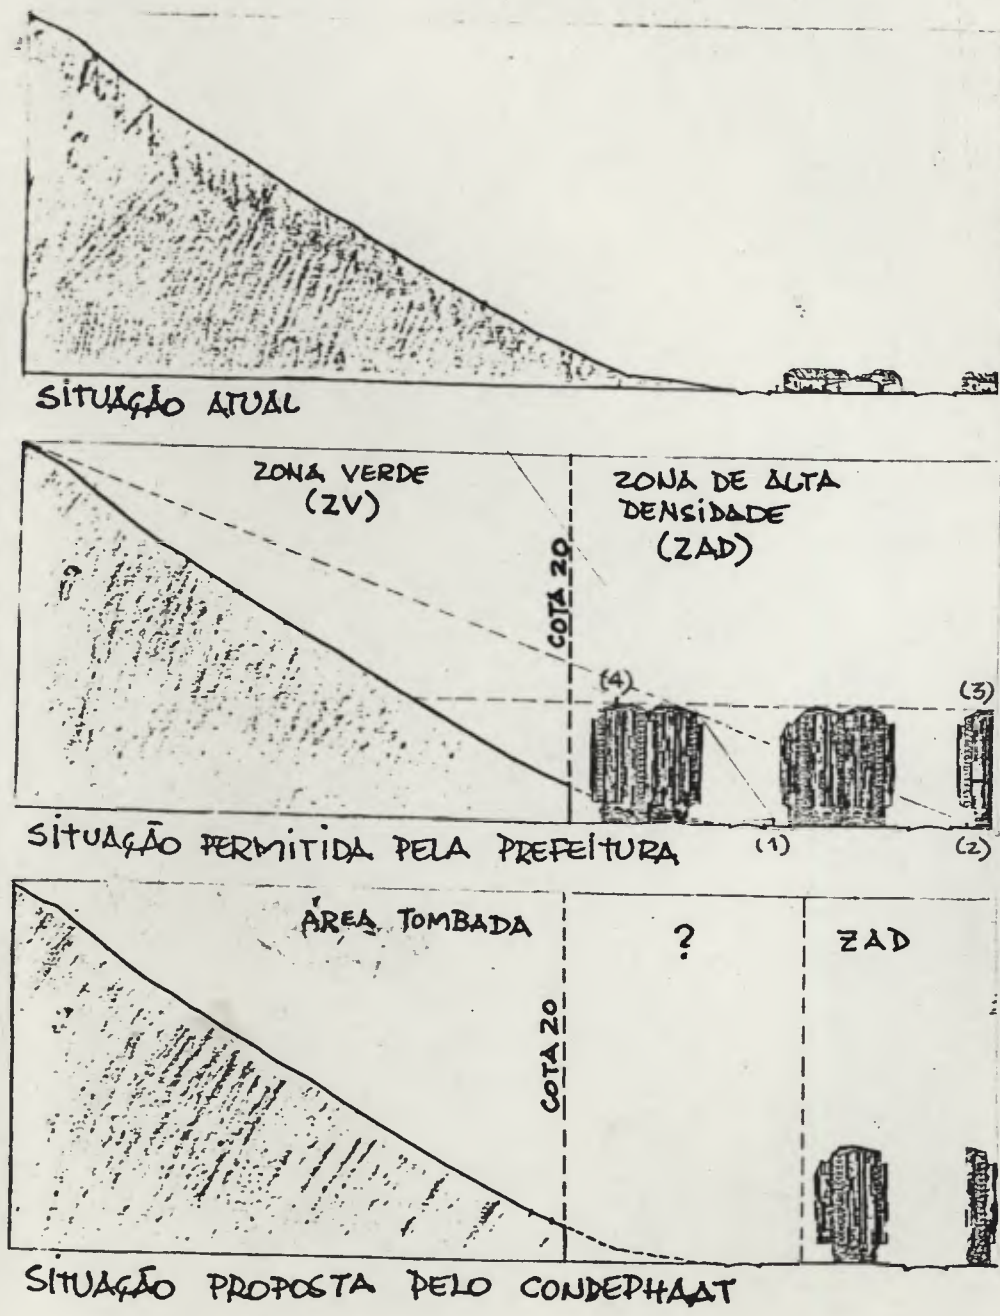 SITUAÇÃO ATUAL
ZONA VERDE
(ZV)
ZONA DE ALTA
DENSIDADE
(ZAD)
COTA 20
(4)
(3)
(1)
(2)
SITUAÇÃO PERMITIDA PELA PREFEITURA
ÁREA TOMBADA
?
ZAD
COTA 20
SITUAÇÃO PROPOSTA PELO CONDEPHAAT